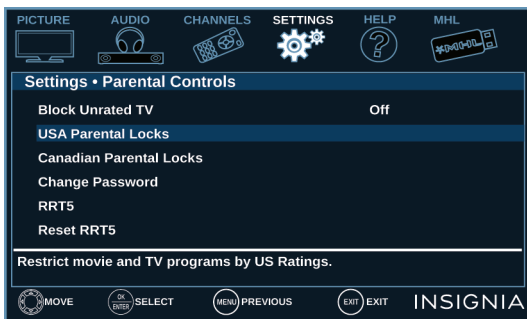 PICTURE AUDIO CHANNELS SETTINGS HELP MHL
MHL
Settings • Parental Controls
Block Unrated TV Off
USA Parental Locks
Canadian Parental Locks
Change Password
RRT5
Reset RRT5
Restrict movie and TV programs by US Ratings.
MOVE OK ENTER SELECT MENU PREVIOUS EXIT EXIT INSIGNIA